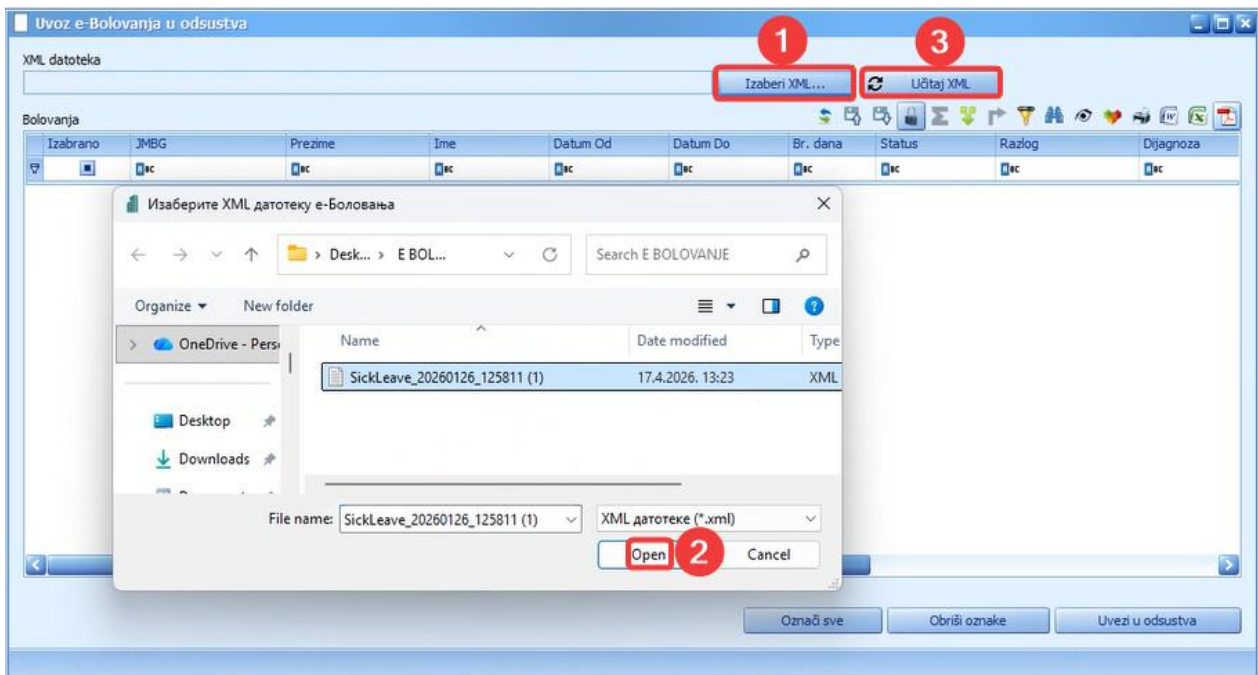 Uvoz e-Bolovanja u odsustva
1
3
XML datoteka
Izaberi XML...
Učitaj XML
Bolovanja
Izabrano JMBG Prezime Ime Datum Od Datum Do Br. dana Status Razlog Dijagnoza
Изаберите XML датотеку е-Боловања
Desk... E BOL... Search E BOLOVANJE
Organize New folder
OneDrive - Pers
Name Date modified Type
SickLeave_20260126_125811 (1) 17.4.2026. 13:23 XML
Desktop
Downloads
File name: SickLeave_20260126_125811 (1) XML датотеке (*.xml)
Open 2 Cancel
Označi sve Obriši oznake Uvezi u odsustva